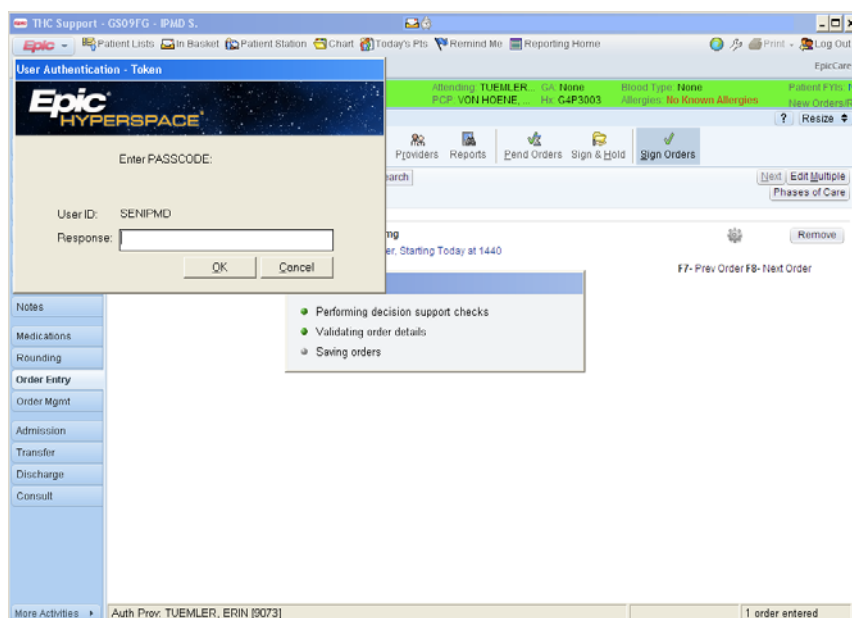 THC Support - GS09FG - IPMD S.
Epic Patient Lists In Basket Patient Station Chart Today's Pts Remind Me Reporting Home Print Log Out
User Authentication - Token
EpicCare
Epic
HYPERSPACE
Attending: TUEMLER... GA: None Blood Type: None Patient FYIs:
PCP: VON HOENE, ... Hx: G4P3003 Allergies: No Known Allergies New Orders/
? Resize
Providers Reports Pend Orders Sign & Hold Sign Orders
Enter PASSCODE:
earch Next Edit Multiple
Phases of Care
User ID: SENIPMD
Response:
mg Remove
er, Starting Today at 1440
OK Cancel
F7- Prev Order F8- Next Order
Notes
Performing decision support checks
Validating order details
Saving orders
Medications
Rounding
Order Entry
Order Mgmt
Admission
Transfer
Discharge
Consult
More Activities Auth Prov: TUEMLER, ERIN [9073] 1 order entered